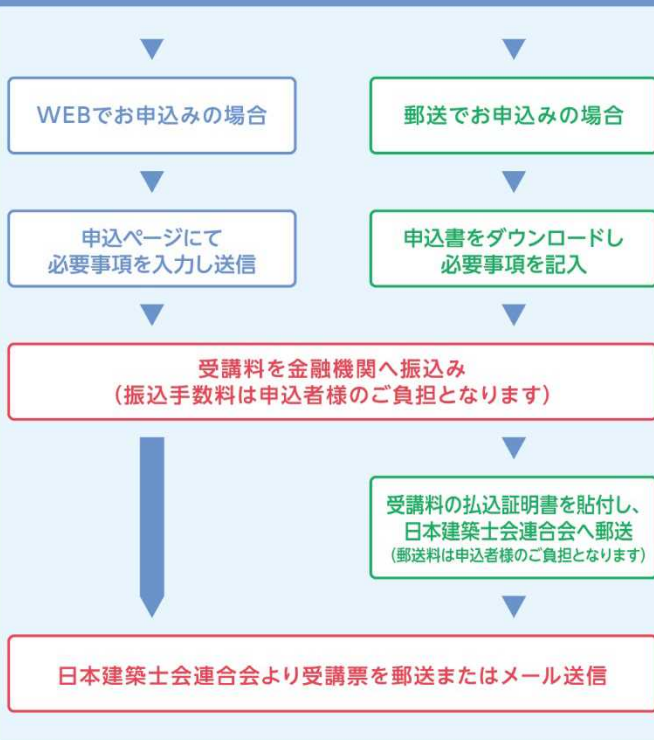 WEBでお申込みの場合
郵送でお申込みの場合
申込ページにて
必要事項を入力し送信
申込書をダウンロードし
必要事項を記入
受講料を金融機関へ振込み
(振込手数料は申込者様のご負担となります)
受講料の払込証明書を貼付し、
日本建築士会連合会へ郵送
(郵送料は申込者様のご負担となります)
日本建築士会連合会より受講票を郵送またはメール送信